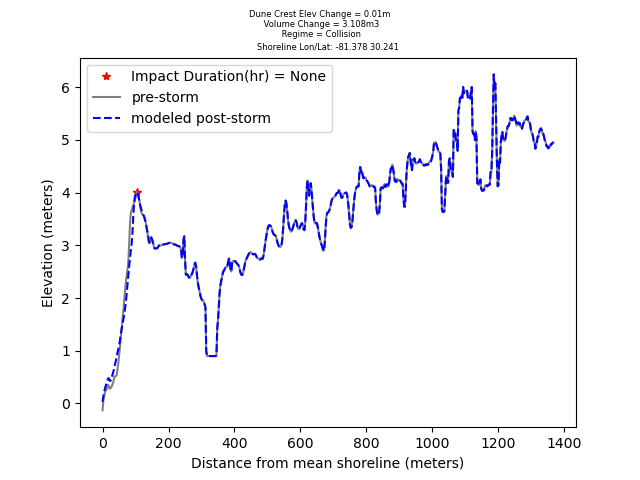 Dune Crest Elev Change = 0.01m
Volume Change = 3.108m3
Regime = Collision
Shoreline Lon/Lat: -81.378 30.241
Impact Duration(hr) = None
pre-storm
modeled post-storm
Elevation (meters)
6
5
4
3
2
1
0
0 200 400 600 800 1000 1200 1400
Distance from mean shoreline (meters)